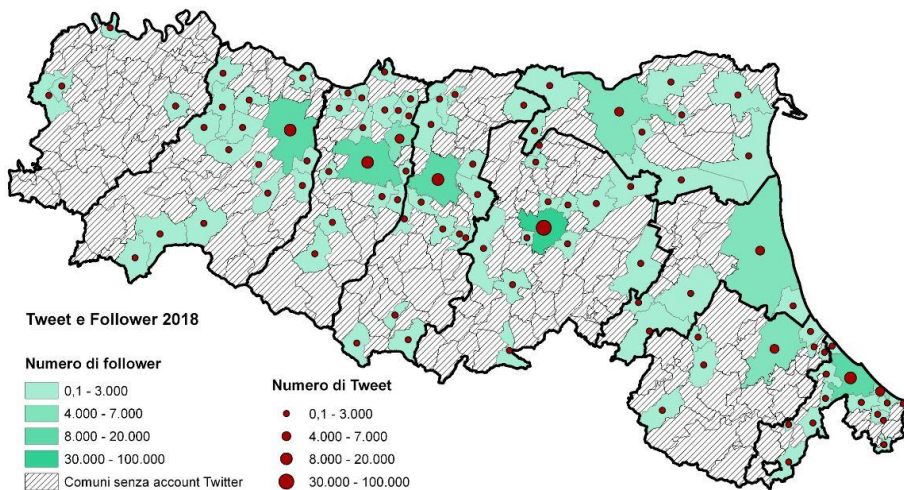 Tweet e Follower 2018
Numero di follower
0,1 - 3.000
4.000 - 7.000
8.000 - 20.000
30.000 - 100.000
Comuni senza account Twitter
Numero di Tweet
0,1 - 3.000
4.000 - 7.000
8.000 - 20.000
30.000 - 100.000